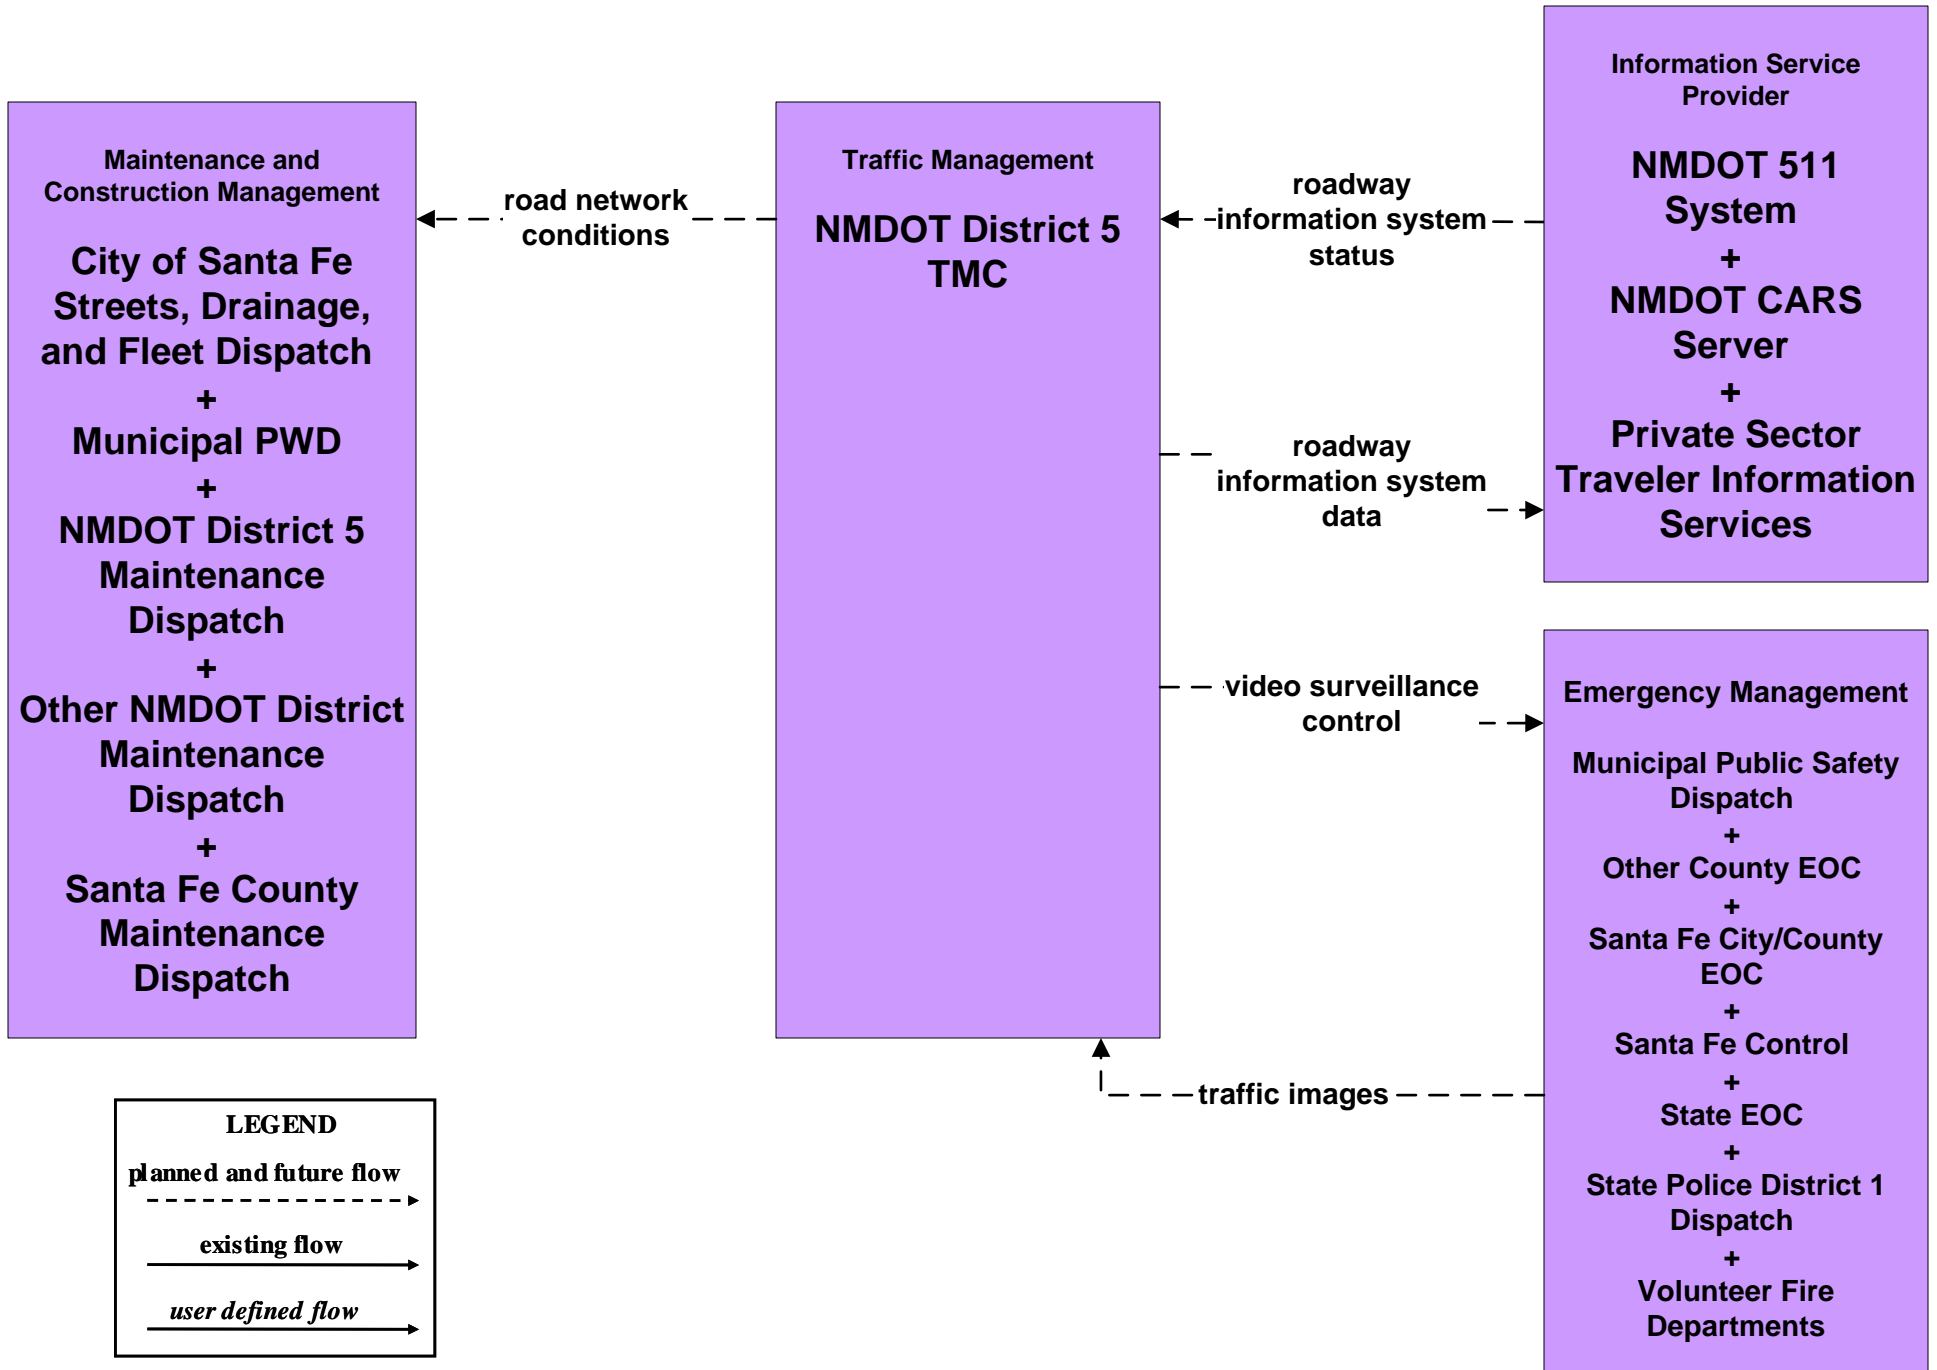 Maintenance and
Construction Management
City of Santa Fe
Streets, Drainage,
and Fleet Dispatch
+
Municipal PWD
+
NMDOT District 5
Maintenance
Dispatch
+
Other NMDOT District
Maintenance
Dispatch
+
Santa Fe County
Maintenance
Dispatch
road network
conditions
Traffic Management
NMDOT District 5
TMC
roadway
information system
status
roadway
information system
data
video surveillance
control
traffic images
Information Service
Provider
NMDOT 511
System
+
NMDOT CARS
Server
+
Private Sector
Traveler Information
Services
Emergency Management
Municipal Public Safety
Dispatch
+
Other County EOC
+
Santa Fe City/County
EOC
+
Santa Fe Control
+
State EOC
+
State Police District 1
Dispatch
+
Volunteer Fire
Departments
LEGEND
planned and future flow
existing flow
user defined flow